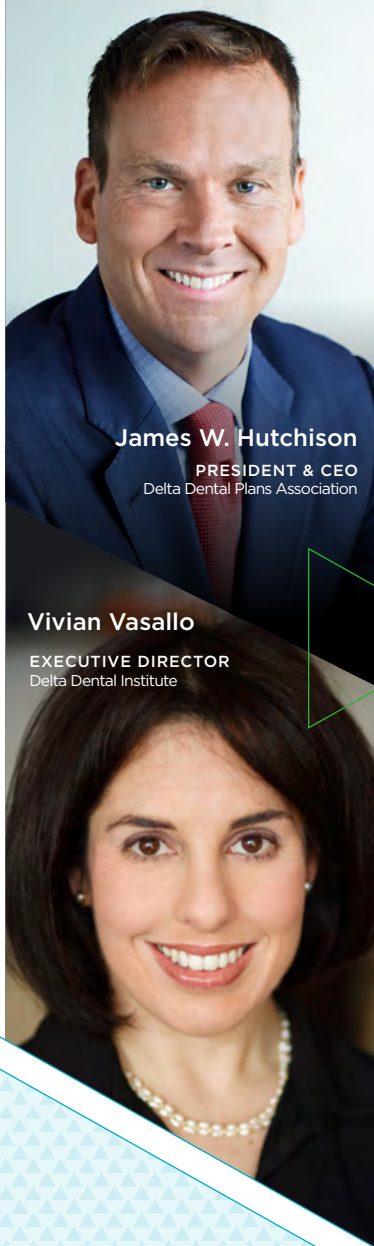 James W. Hutchison
PRESIDENT & CEO
Delta Dental Plans Association
Vivian Vasallo
EXECUTIVE DIRECTOR
Delta Dental Institute